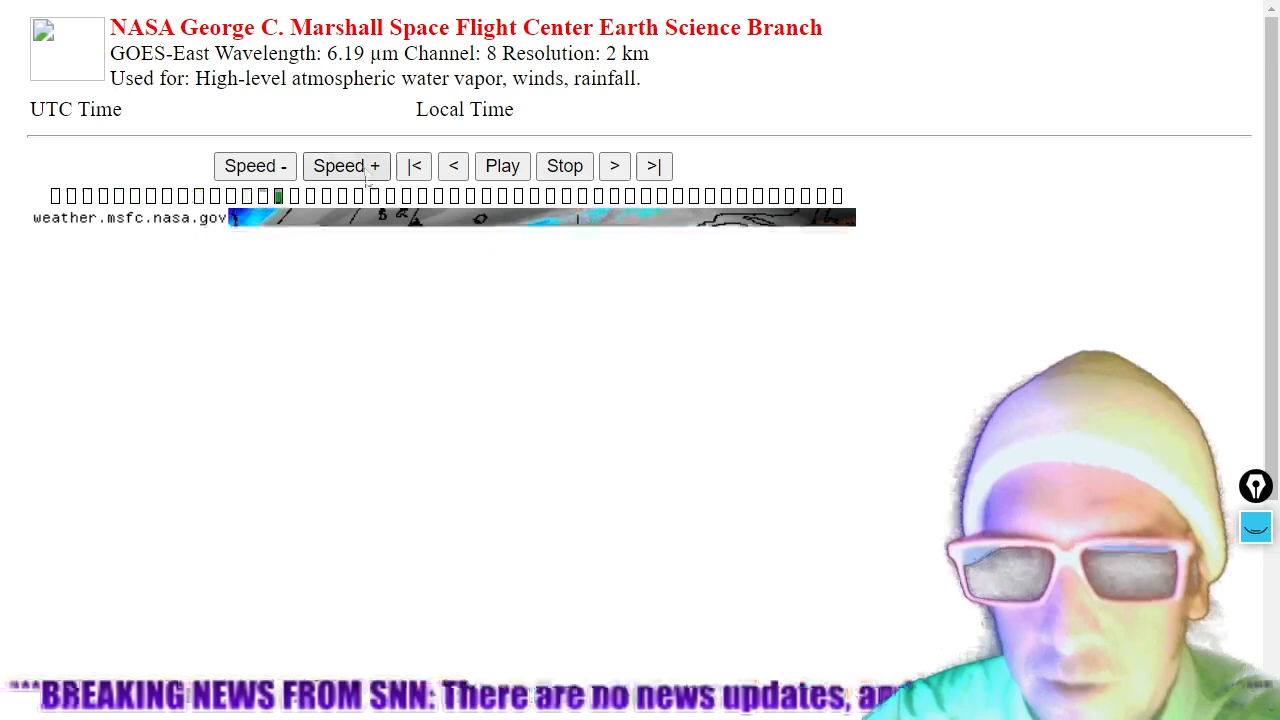 NASA George C. Marshall Space Flight Center Earth Science Branch
GOES-East Wavelength: 6.19 µm Channel: 8 Resolution: 2 km
Used for: High-level atmospheric water vapor, winds, rainfall.
UTC Time Local Time
Speed - Speed + |< < Play Stop > >|
weather.msfc.nasa.gov
***BREAKING NEWS FROM SNN: There are no news updates,